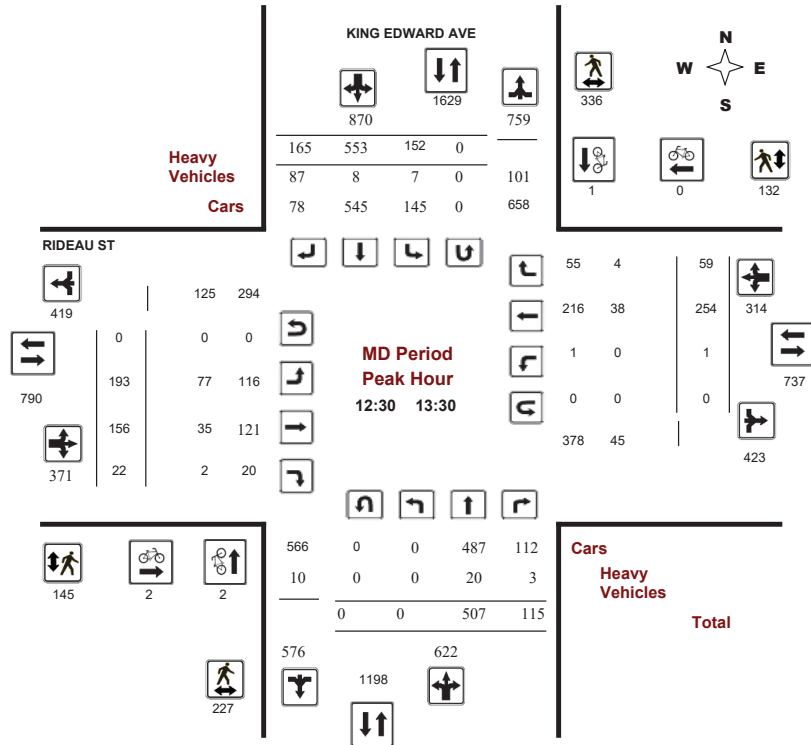 KING EDWARD AVE
N
W E
S
1629
336
870 759
165 553 152 0
Heavy
Vehicles
87 8 7 0 101
Cars
78 545 145 0 658
1 0 132
RIDEAU ST
419
125 294
0 0 0
790
193 77 116
156 35 121
371
22 2 20
MD Period
Peak Hour
12:30 13:30
55 4 59
314
216 38 254
1 0 1
737
0 0 0
378 45
423
566 0 0 487 112
10 0 0 20 3
0 0 507 115
Cars
Heavy
Vehicles
Total
145 2 2
576 622
1198
227